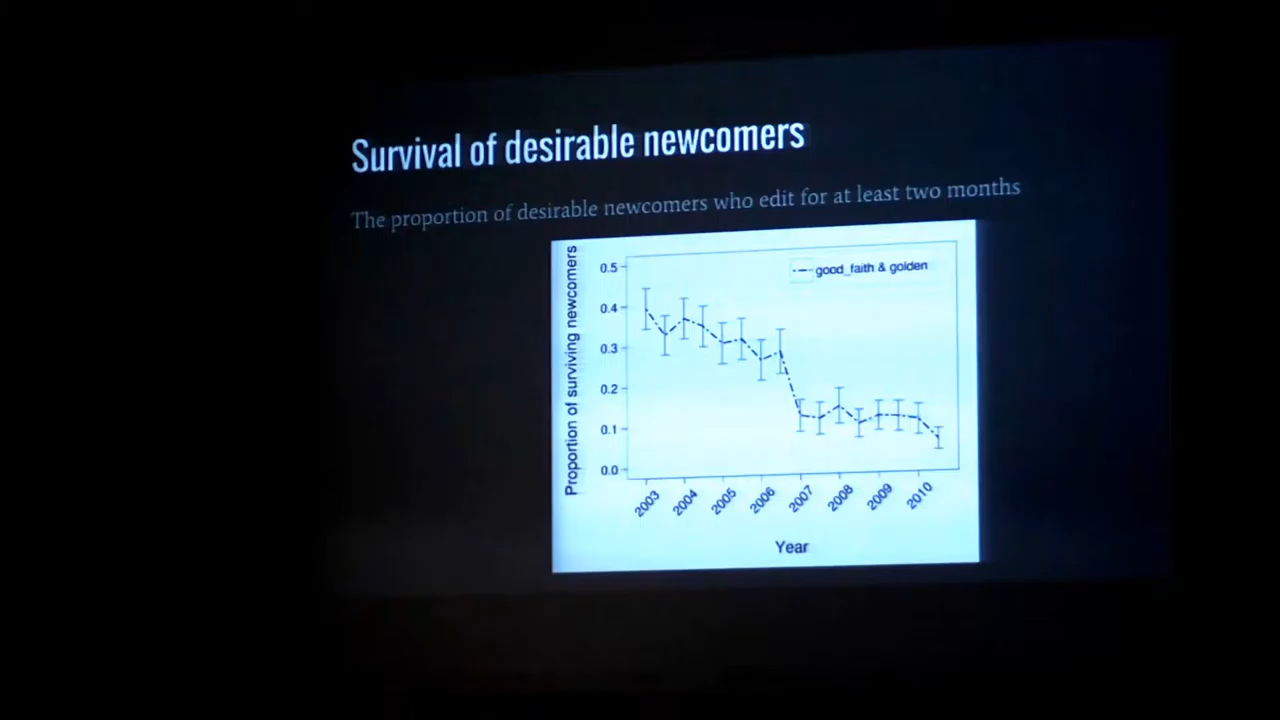 Survival of desirable newcomers
The proportion of desirable newcomers who edit for at least two months
Proportion of surviving newcomers
0.5
0.4
0.3
0.2
0.1
0.0
good_faith & golden
2003
2004
2005
2006
2007
2008
2009
2010
Year